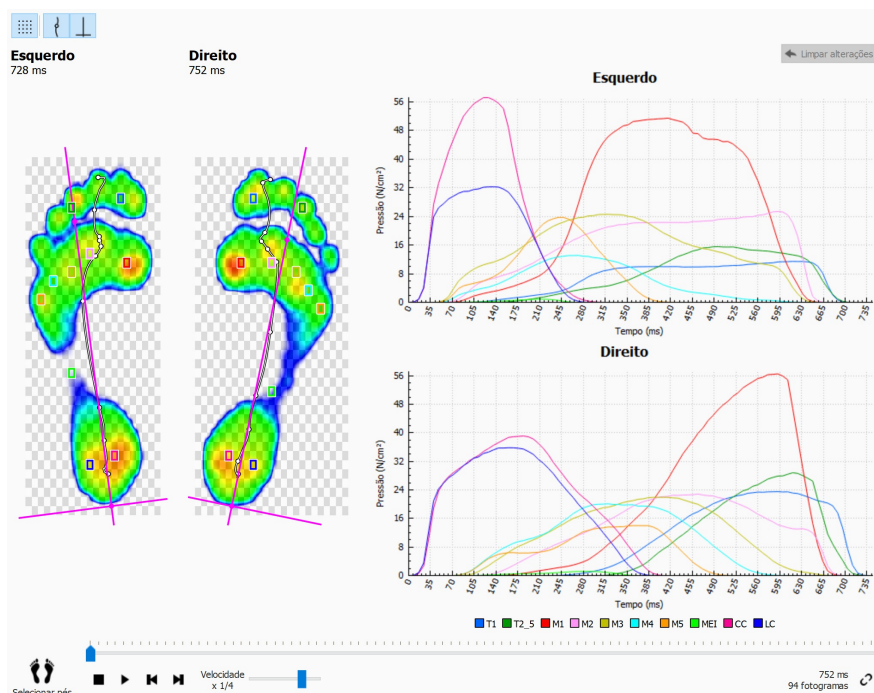 Esquerdo
728 ms
Direito
752 ms
Limpar alterações
Esquerdo
Pressão (N/cm²)
56
48
40
32
24
16
8
0
0 35 70 105 140 175 210 245 280 315 350 385 420 455 490 525 560 595 630 665 700 735
Tempo (ms)
Direito
Pressão (N/cm²)
56
48
40
32
24
16
8
0
0 35 70 105 140 175 210 245 280 315 350 385 420 455 490 525 560 595 630 665 700 735
Tempo (ms)
T1 T2_5 M1 M2 M3 M4 M5 MEI CC LC
Selecionar pés
Velocidade
x 1/4
752 ms
94 fotogramas